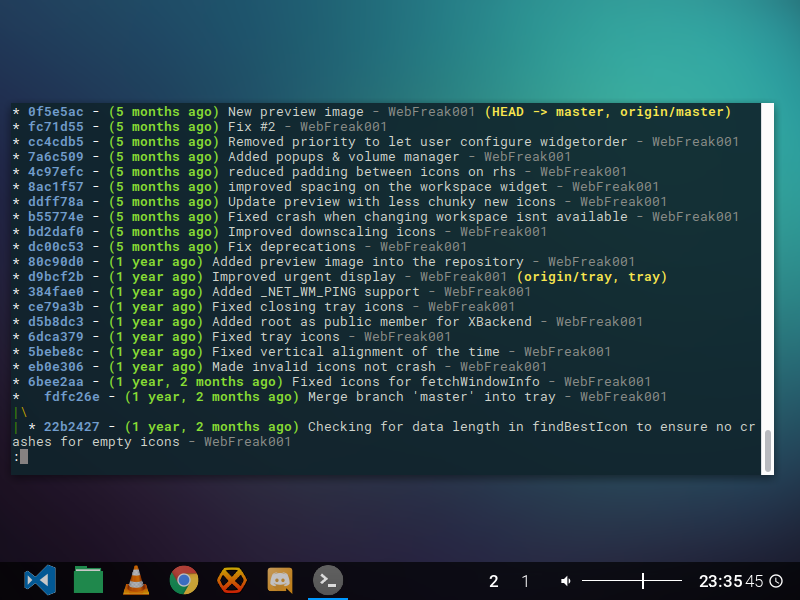 * 0f5e5ac - (5 months ago) New preview image - WebFreak001 (HEAD -> master, origin/master)
* fc71d55 - (5 months ago) Fix #2 - WebFreak001
* cc4cdb5 - (5 months ago) Removed priority to let user configure widgetorder - WebFreak001
* 7a6c509 - (5 months ago) Added popups & volume manager - WebFreak001
* 4c97efc - (5 months ago) reduced padding between icons on rhs - WebFreak001
* 8ac1f57 - (5 months ago) improved spacing on the workspace widget - WebFreak001
* ddff78a - (5 months ago) Update preview with less chunky new icons - WebFreak001
* b55774e - (5 months ago) Fixed crash when changing workspace isnt available - WebFreak001
* bd2daf0 - (5 months ago) Improved downscaling icons - WebFreak001
* dc00c53 - (5 months ago) Fix deprecations - WebFreak001
* 80c90d0 - (1 year ago) Added preview image into the repository - WebFreak001
* d9bcf2b - (1 year ago) Improved urgent display - WebFreak001 (origin/tray, tray)
* 384fae0 - (1 year ago) Added _NET_WM_PING support - WebFreak001
* ce79a3b - (1 year ago) Fixed closing tray icons - WebFreak001
* d5b8dc3 - (1 year ago) Added root as public member for XBackend - WebFreak001
* 6dca379 - (1 year ago) Fixed tray icons - WebFreak001
* 5bebe8c - (1 year ago) Fixed vertical alignment of the time - WebFreak001
* eb0e306 - (1 year ago) Made invalid icons not crash - WebFreak001
* 6bee2aa - (1 year, 2 months ago) Fixed icons for fetchWindowInfo - WebFreak001
*   fdfc26e - (1 year, 2 months ago) Merge branch 'master' into tray - WebFreak001
|\
| * 22b2427 - (1 year, 2 months ago) Checking for data length in findBestIcon to ensure no cr
ashes for empty icons - WebFreak001
:
2 1 23:35 45